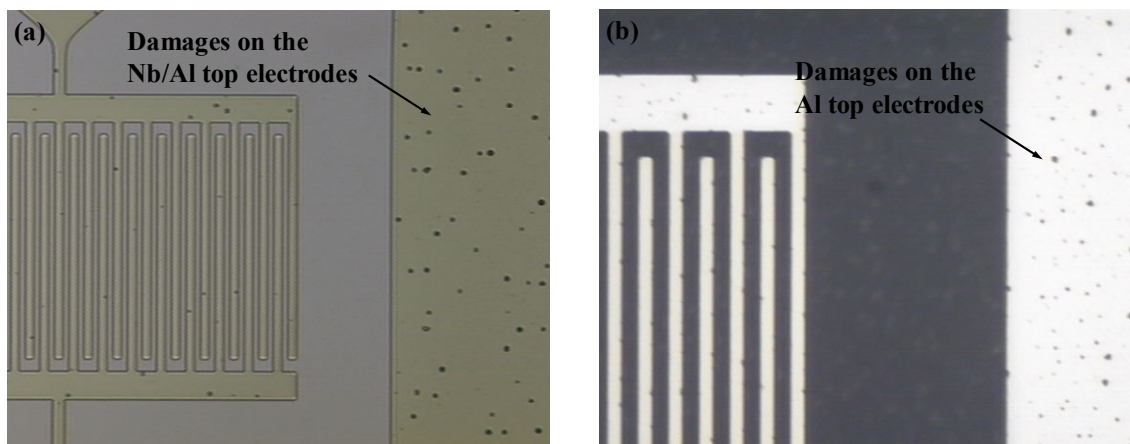 (a)
Damages on the
Nb/Al top electrodes
(b)
Damages on the
Al top electrodes